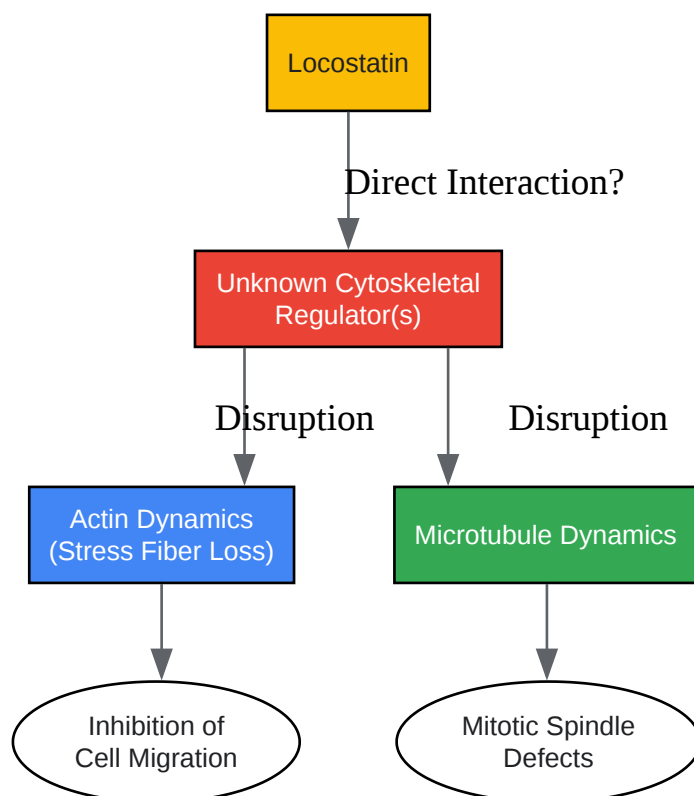 Locostatin
Direct Interaction?
Unknown Cytoskeletal
Regulator(s)
Disruption
Disruption
Actin Dynamics
(Stress Fiber Loss)
Microtubule Dynamics
Inhibition of
Cell Migration
Mitotic Spindle
Defects